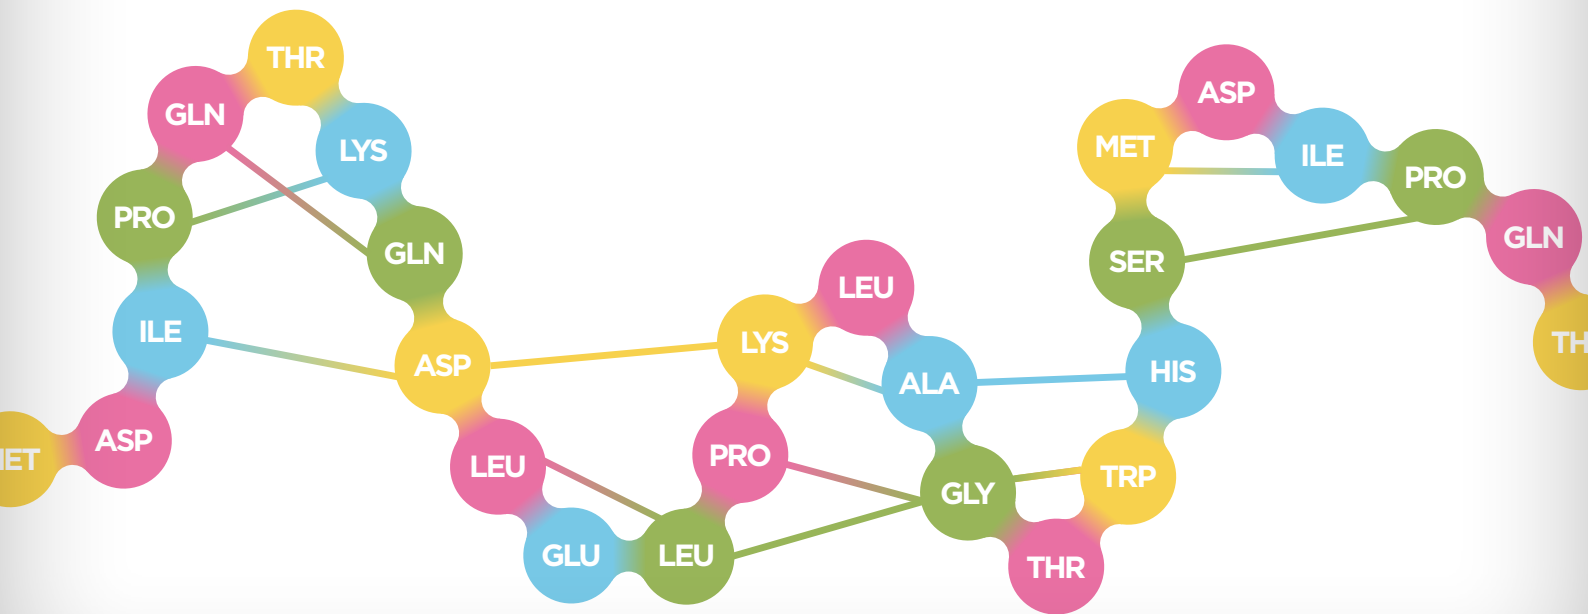 ASP
ILE
PRO
GLN
THR
LYS
GLN
ASP
LEU
GLU
LEU
PRO
LYS
LEU
ALA
GLY
THR
TRP
HIS
SER
MET
ASP
ILE
PRO
GLN